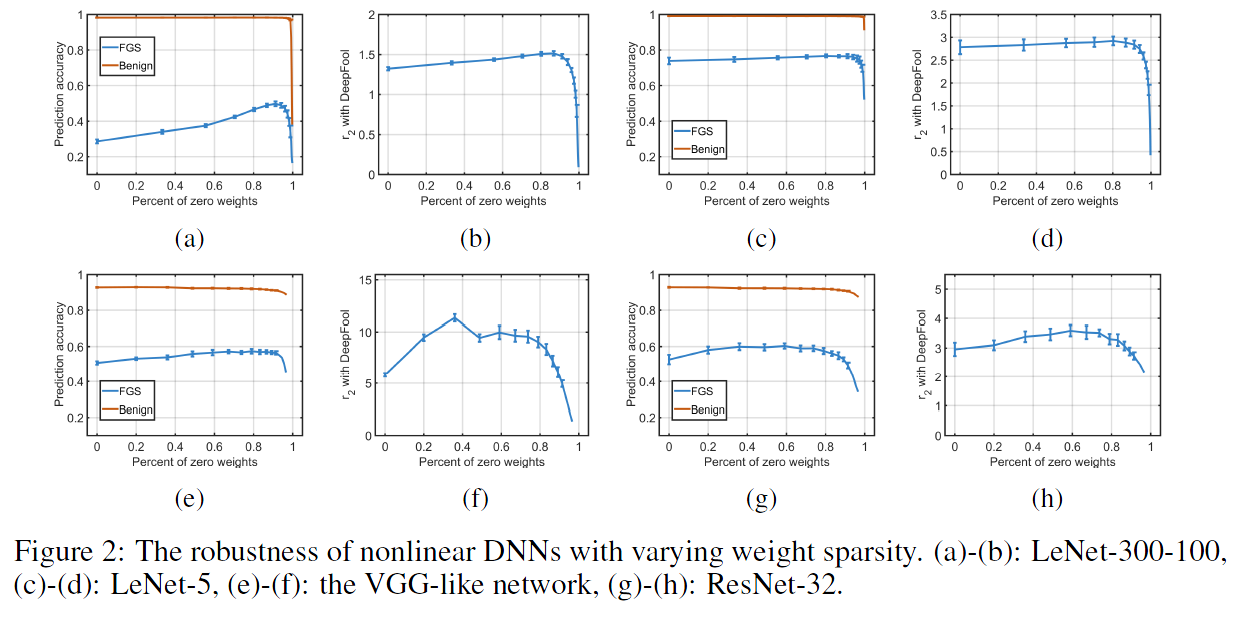 Prediction accuracy
1
0.8
0.6
0.4
0.2
FGS
Benign
0 0.2 0.4 0.6 0.8 1
Percent of zero weights
(a)
r2 with DeepFool
2
1.5
1
0.5
0
0 0.2 0.4 0.6 0.8 1
Percent of zero weights
(b)
Prediction accuracy
1
0.8
0.6
0.4
0.2
FGS
Benign
0 0.2 0.4 0.6 0.8 1
Percent of zero weights
(c)
r2 with DeepFool
3.5
3
2.5
2
1.5
1
0.5
0
0 0.2 0.4 0.6 0.8 1
Percent of zero weights
(d)
Prediction accuracy
1
0.8
0.6
0.4
0.2
FGS
Benign
0 0.2 0.4 0.6 0.8 1
Percent of zero weights
(e)
r2 with DeepFool
15
10
5
0
0 0.2 0.4 0.6 0.8 1
Percent of zero weights
(f)
Prediction accuracy
1
0.8
0.6
0.4
0.2
FGS
Benign
0 0.2 0.4 0.6 0.8 1
Percent of zero weights
(g)
r2 with DeepFool
5
4
3
2
1
0
0 0.2 0.4 0.6 0.8 1
Percent of zero weights
(h)
Figure 2: The robustness of nonlinear DNNs with varying weight sparsity. (a)-(b): LeNet-300-100,
(c)-(d): LeNet-5, (e)-(f): the VGG-like network, (g)-(h): ResNet-32.